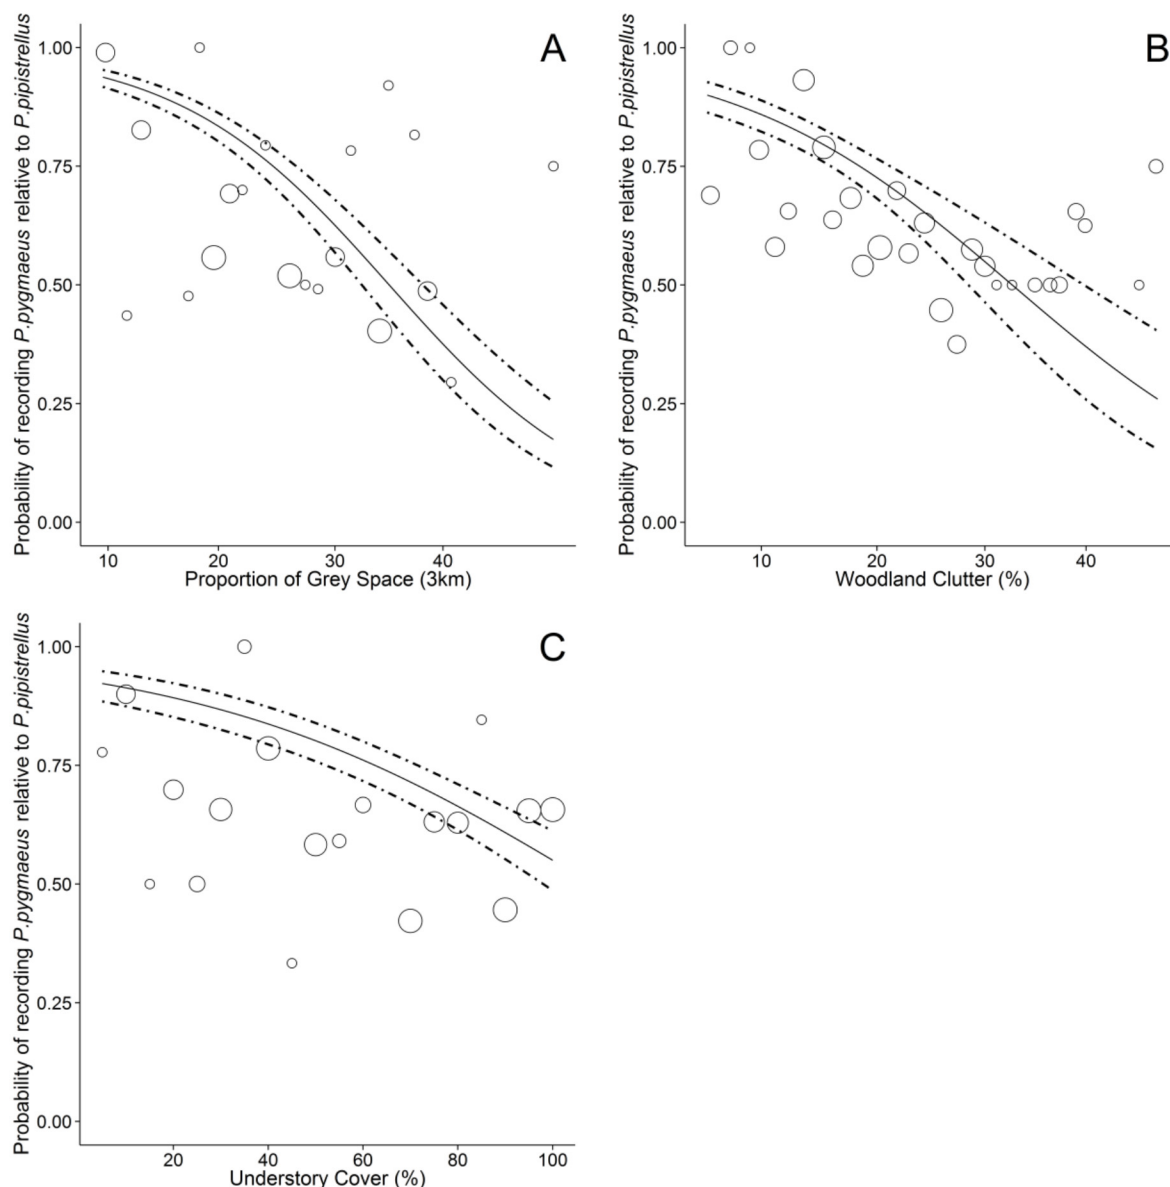 A
Probability of recording P.pygmaeus relative to P.pipistrellus
1.00
0.75
0.50
0.25
0.00
10 20 30 40
Proportion of Grey Space (3km)
B
Probability of recording P.pygmaeus relative to P.pipistrellus
1.00
0.75
0.50
0.25
0.00
10 20 30 40
Woodland Clutter (%)
C
Probability of recording P.pygmaeus relative to P.pipistrellus
1.00
0.75
0.50
0.25
0.00
20 40 60 80 100
Understory Cover (%)